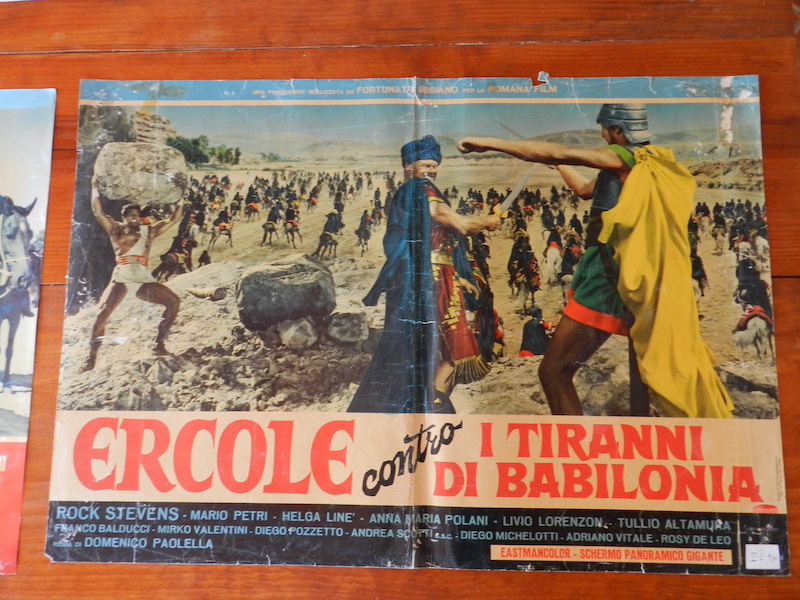 UNA PRODUZIONE REALIZZATA DA FORTUNATO MISIANO PER LA ROMANA FILM
ERCOLE contro I TIRANNI DI BABILONIA
ROCK STEVENS - MARIO PETRI - HELGA LINE' - ANNA MARIA POLANI - LIVIO LORENZON - TULLIO ALTAMURA
FRANCO BALDUCCI - MIRKO VALENTINI - DIEGO POZZETTO - ANDREA SCOTTI C.S.C. - DIEGO MICHELOTTI - ADRIANO VITALE - ROSY DE LEO
REGIA DI DOMENICO PAOLELLA
EASTMANCOLOR - SCHERMO PANORAMICO GIGANTE